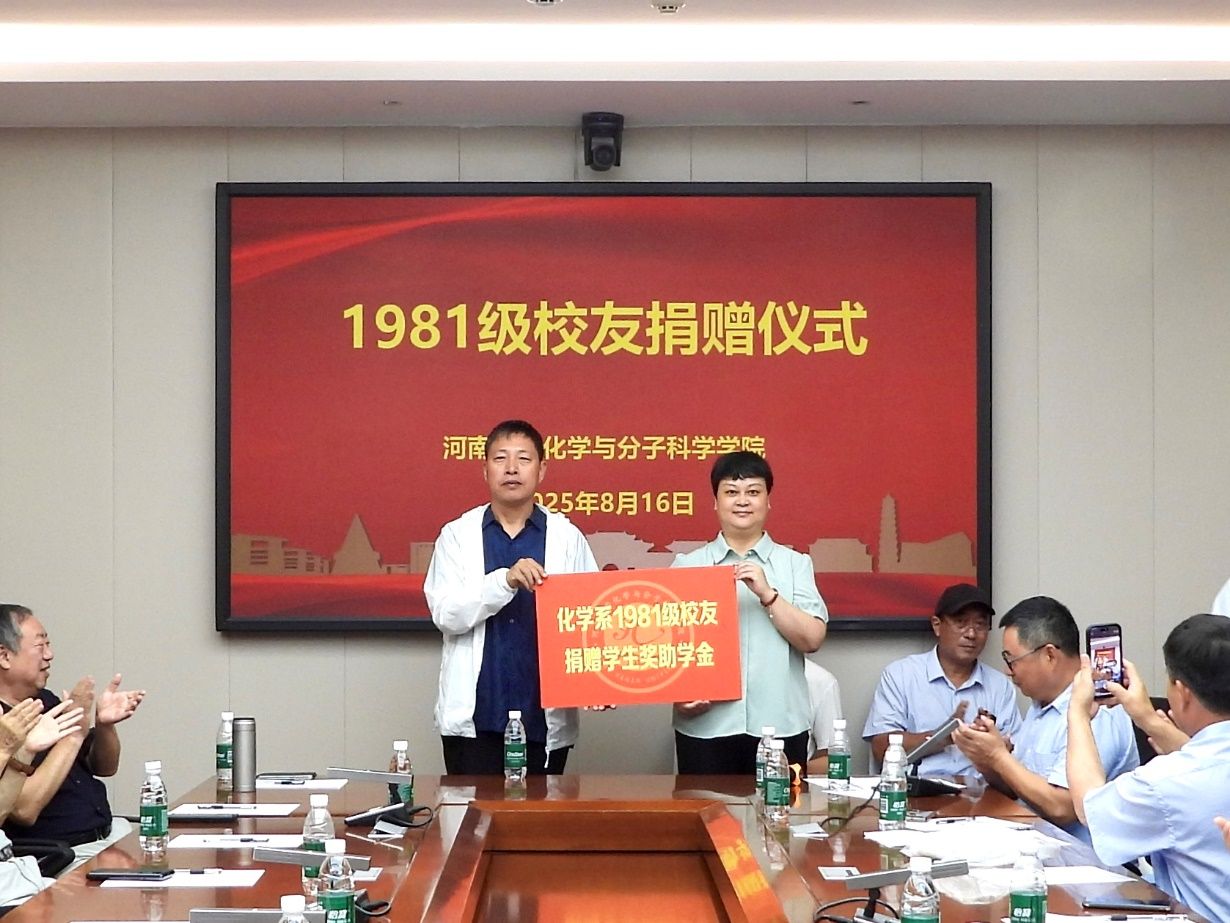 1981级校友捐赠仪式
河南 化学与分子科学学院
025年8月16日
化学系1981级校友
捐赠学生奖助学金